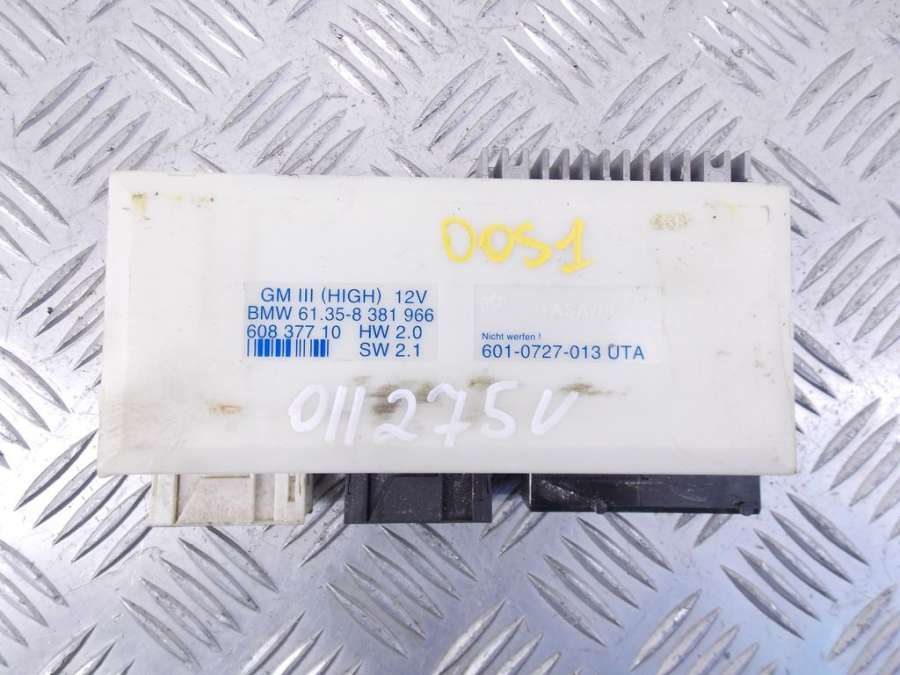 DOS1
GM III (HIGH) 12V
BMW 61.35-8 381 966
608 377 10 HW 2.0
SW 2.1
Nicht werfen !
601-0727-013 UTA
011275V